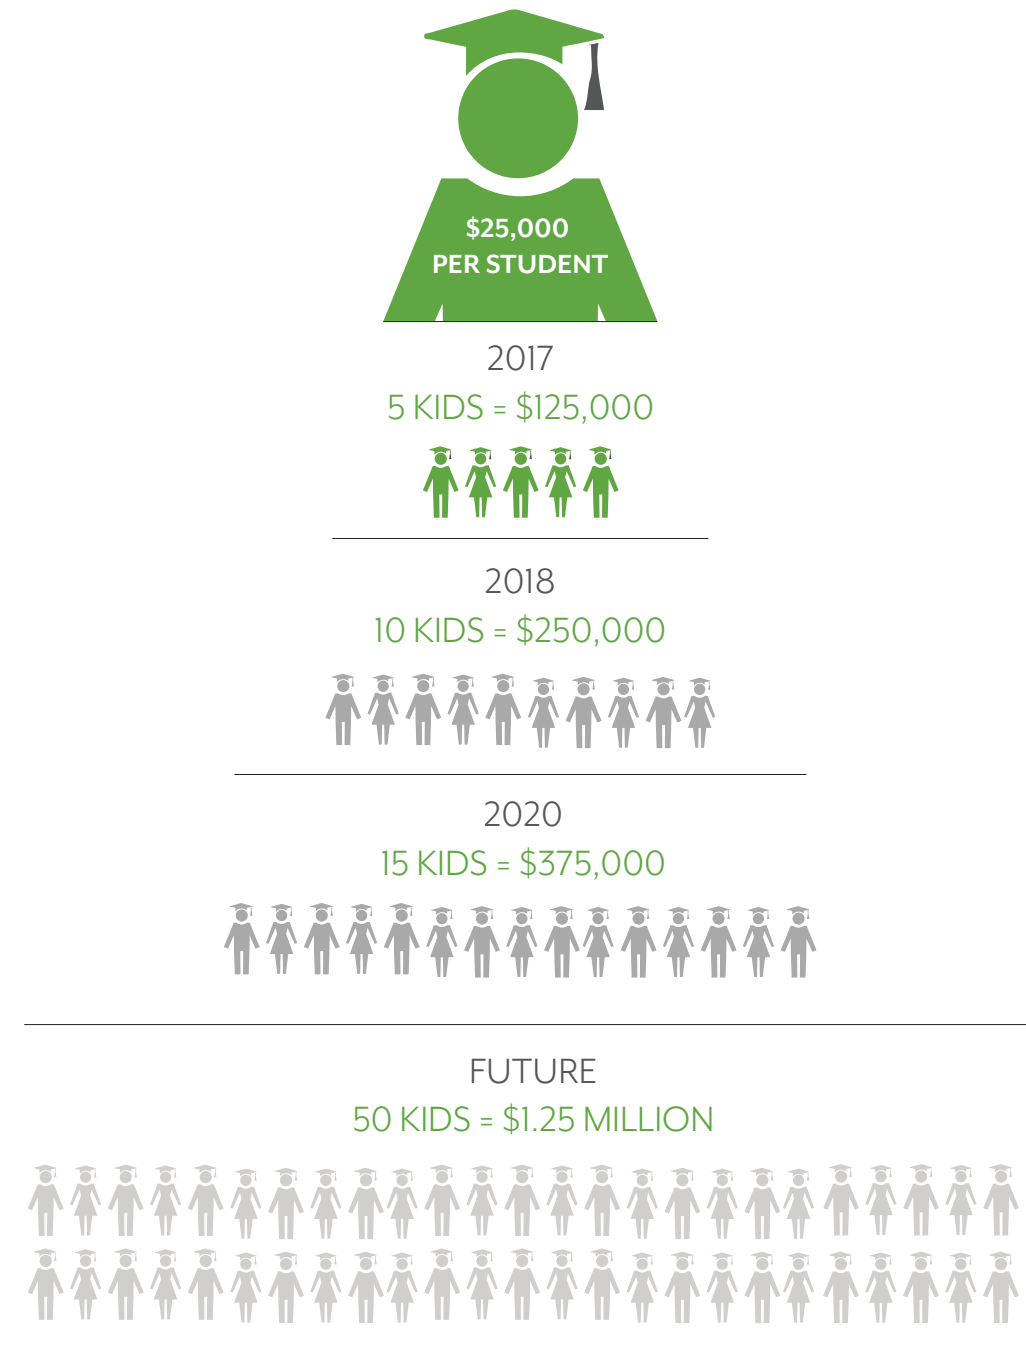 $25,000
PER STUDENT
2017
5 KIDS = $125,000
2018
10 KIDS = $250,000
2020
15 KIDS = $375,000
FUTURE
50 KIDS = $1.25 MILLION